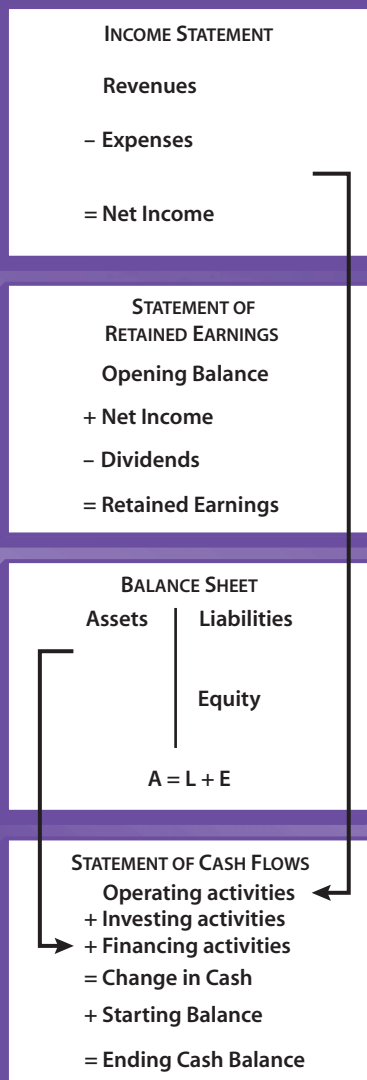 INCOME STATEMENT
Revenues
– Expenses
= Net Income
STATEMENT OF
RETAINED EARNINGS
Opening Balance
+ Net Income
– Dividends
= Retained Earnings
BALANCE SHEET
Assets Liabilities
Equity
A = L + E
STATEMENT OF CASH FLOWS
Operating activities
+ Investing activities
+ Financing activities
= Change in Cash
+ Starting Balance
= Ending Cash Balance